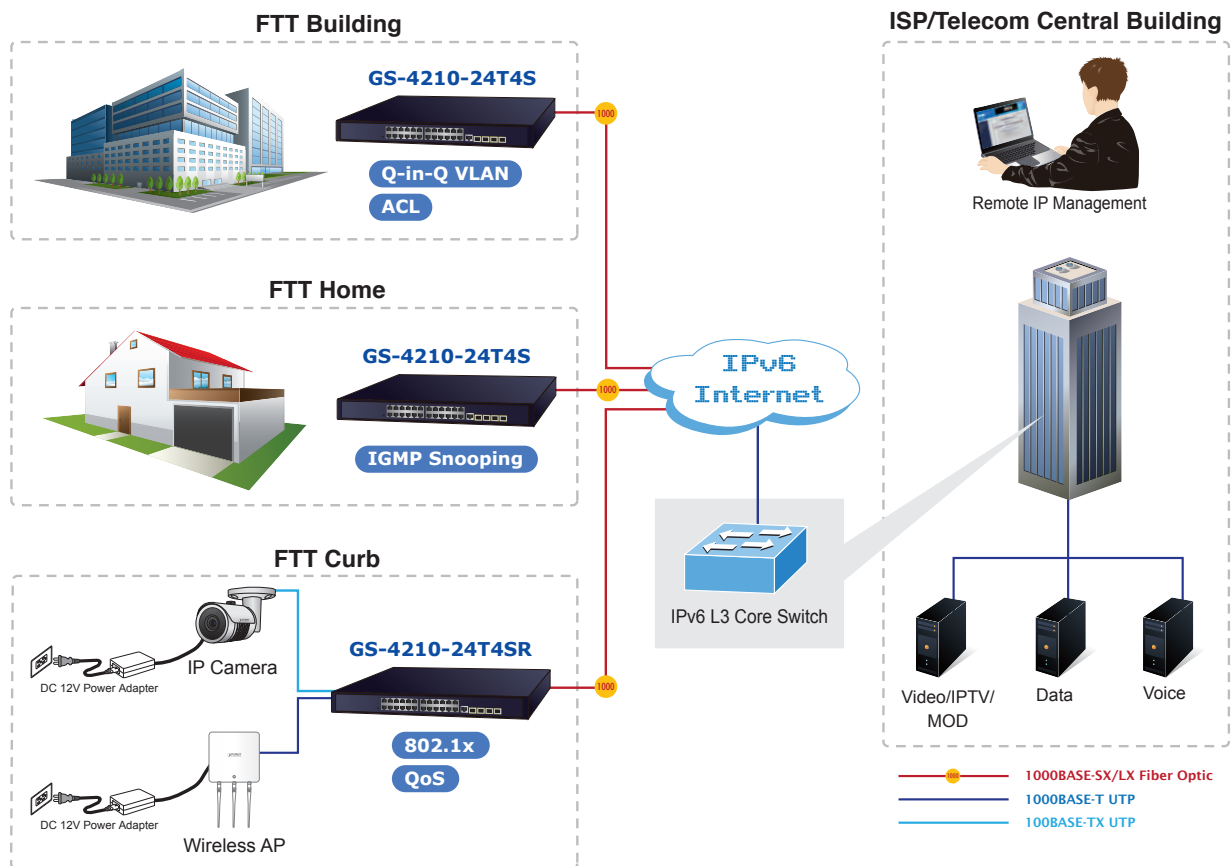 FTT Building
GS-4210-24T4S
1000
Q-in-Q VLAN
ACL
FTT Home
GS-4210-24T4S
1000
IGMP Snooping
FTT Curb
IP Camera
DC 12V Power Adapter
GS-4210-24T4SR
1000
802.1x
QoS
DC 12V Power Adapter
Wireless AP
IPv6
Internet
IPv6 L3 Core Switch
ISP/Telecom Central Building
Remote IP Management
Video/IPTV/
MOD
Data
Voice
1000
1000BASE-SX/LX Fiber Optic
1000BASE-T UTP
100BASE-TX UTP